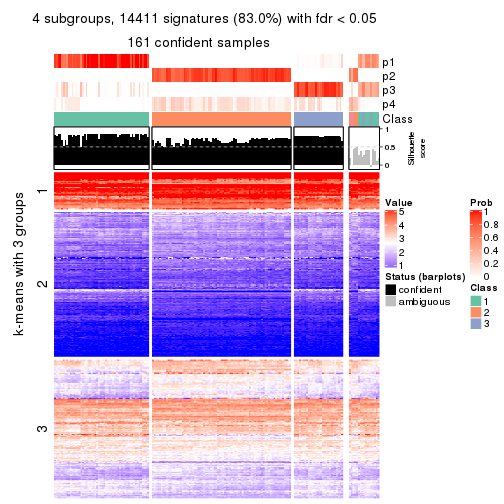 4 subgroups, 14411 signatures (83.0%) with fdr < 0.05
161 confident samples
p1
p2
p3
p4
Class
1
0.5
0
Silhouette
score
k-means with 3 groups
1
2
3
Value
5
4
3
2
1
Status (barplots)
confident
ambiguous
Prob
1
0.8
0.6
0.4
0.2
0
Class
1
2
3